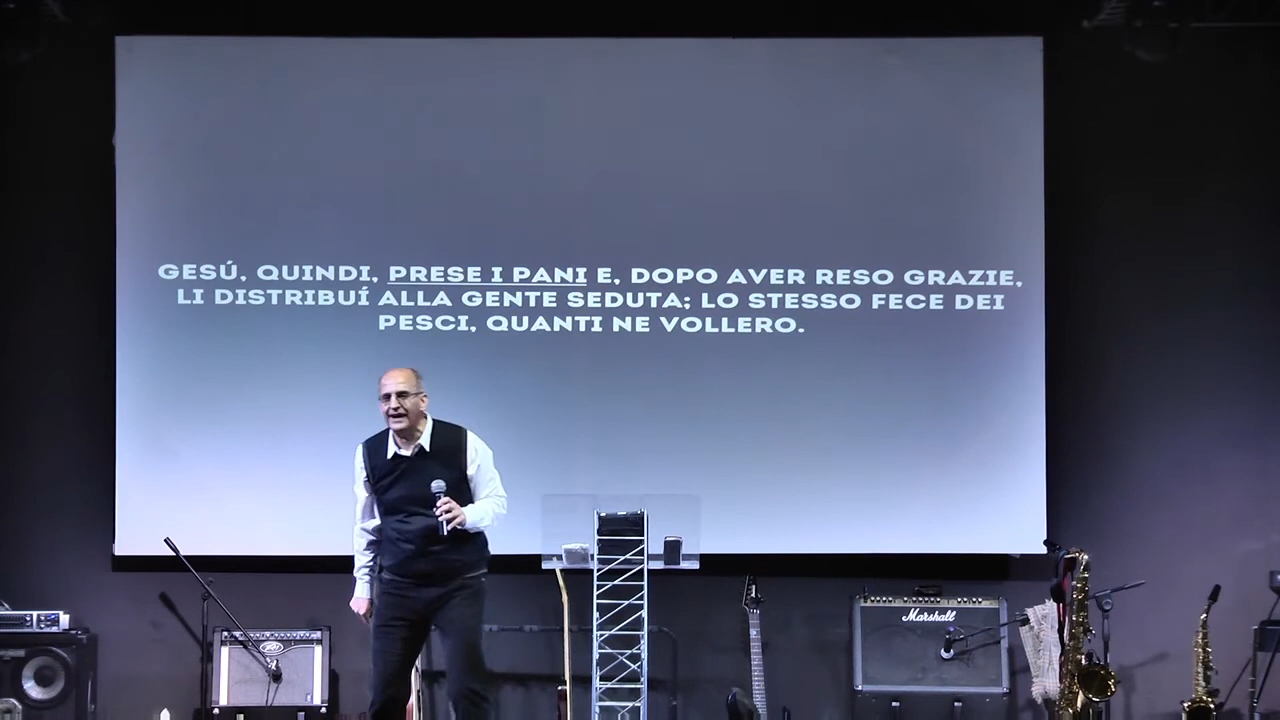 GESÚ, QUINDI, PRESE I PANI E, DOPO AVER RESO GRAZIE,
LI DISTRIBUÍ ALLA GENTE SEDUTA; LO STESSO FECE DEI
PESCI, QUANTI NE VOLLERO.
Marshall